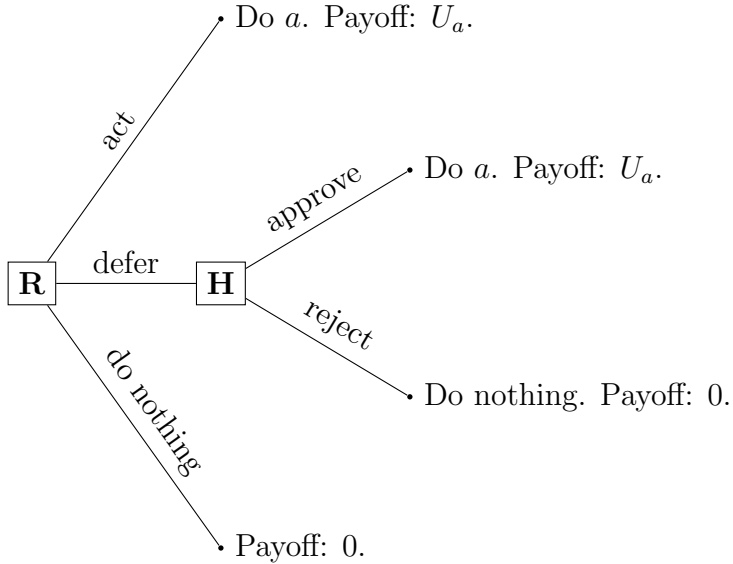 Do a. Payoff: Uₐ.
act
approve
Do a. Payoff: Uₐ.
R
defer
H
reject
do nothing
Do nothing. Payoff: 0.
Payoff: 0.